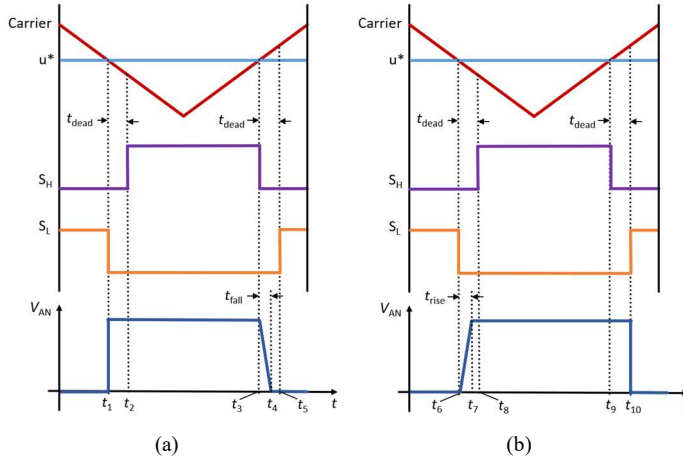 Carrier
u*
t_dead
t_dead
S_H
S_L
t_fall
V_AN
t_1
t_2
t_3
t_4
t_5
t
(a)
Carrier
u*
t_dead
t_dead
S_H
S_L
t_rise
V_AN
t_6
t_7
t_8
t_9
t_10
(b)